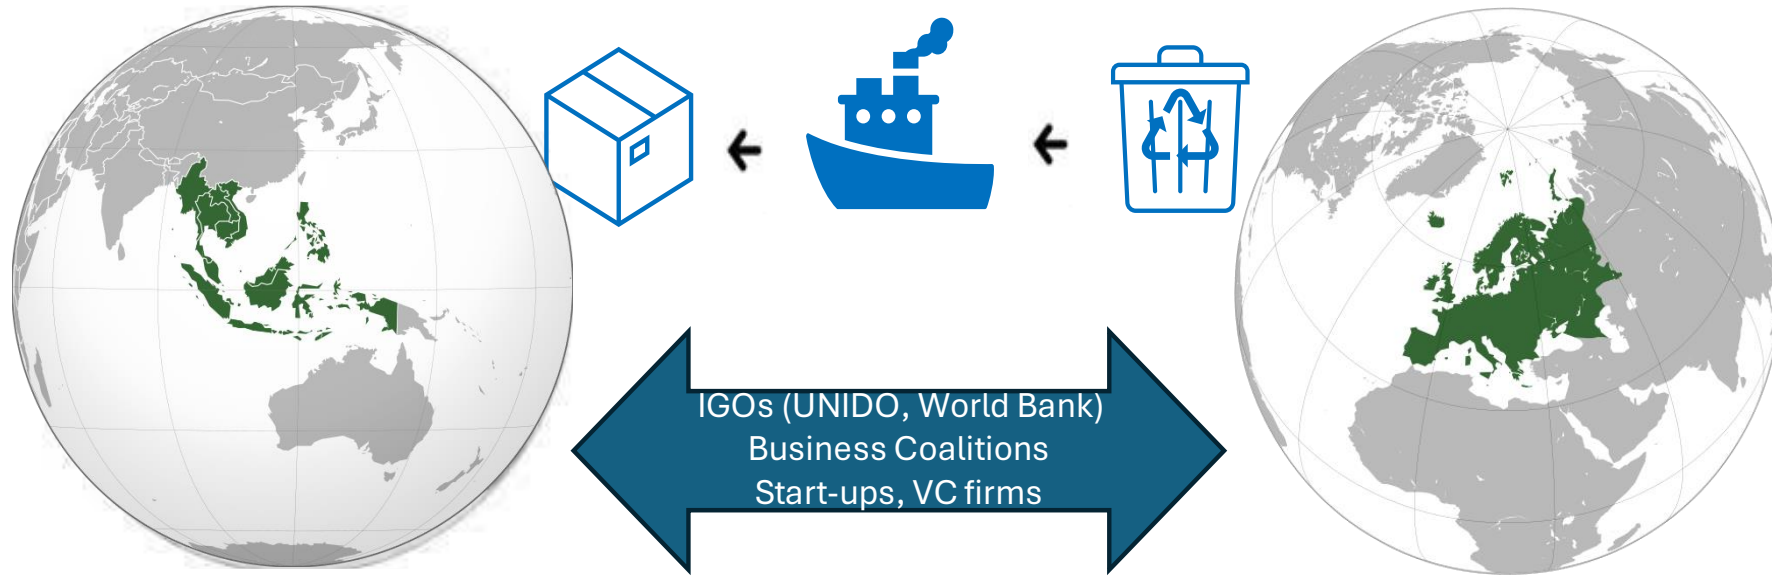 IGOs (UNIDO, World Bank)
Business Coalitions
Start-ups, VC firms